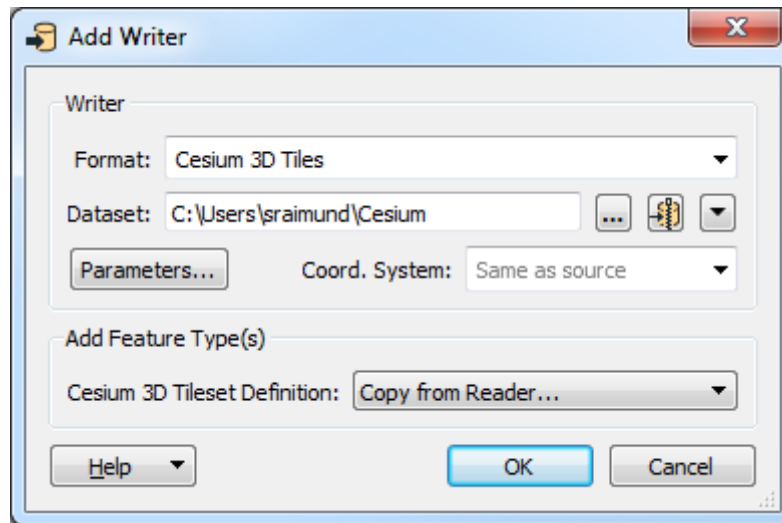 Add Writer
Writer
Format: Cesium 3D Tiles
Dataset: C:\Users\sraimund\Cesium ...
Parameters... Coord. System: Same as source
Add Feature Type(s)
Cesium 3D Tileset Definition: Copy from Reader...
Help OK Cancel